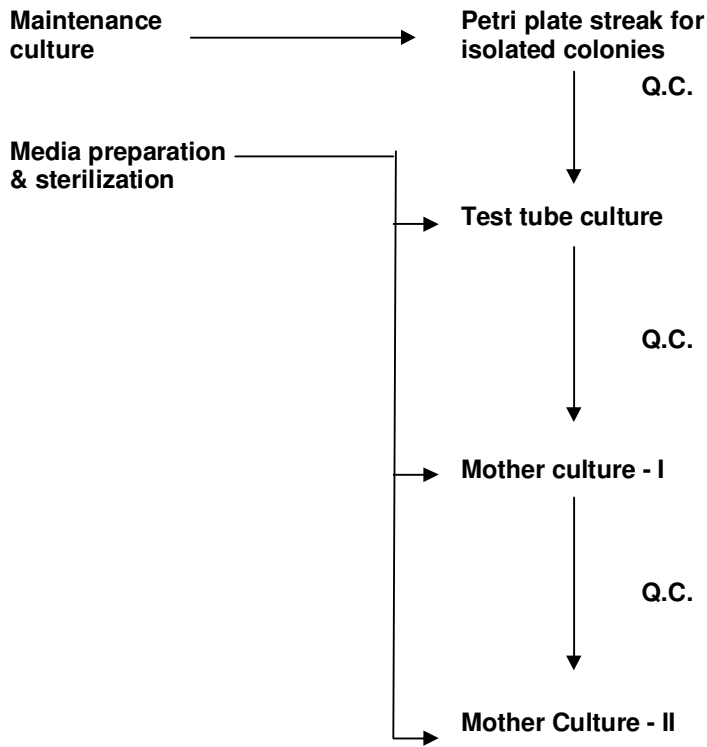 Maintenance
culture
Petri plate streak for
isolated colonies
Q.C.
Media preparation
& sterilization
Test tube culture
Q.C.
Mother culture - I
Q.C.
Mother Culture - II